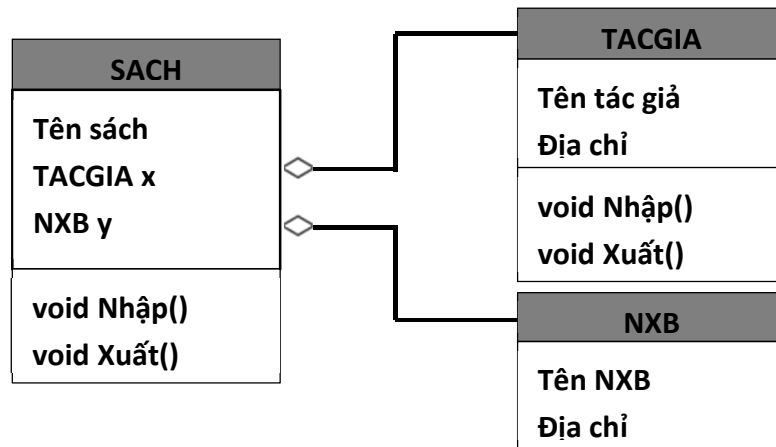 SACH
Tên sách
TACGIA x
NXB y
void Nhập()
void Xuất()
TACGIA
Tên tác giả
Địa chỉ
void Nhập()
void Xuất()
NXB
Tên NXB
Địa chỉ